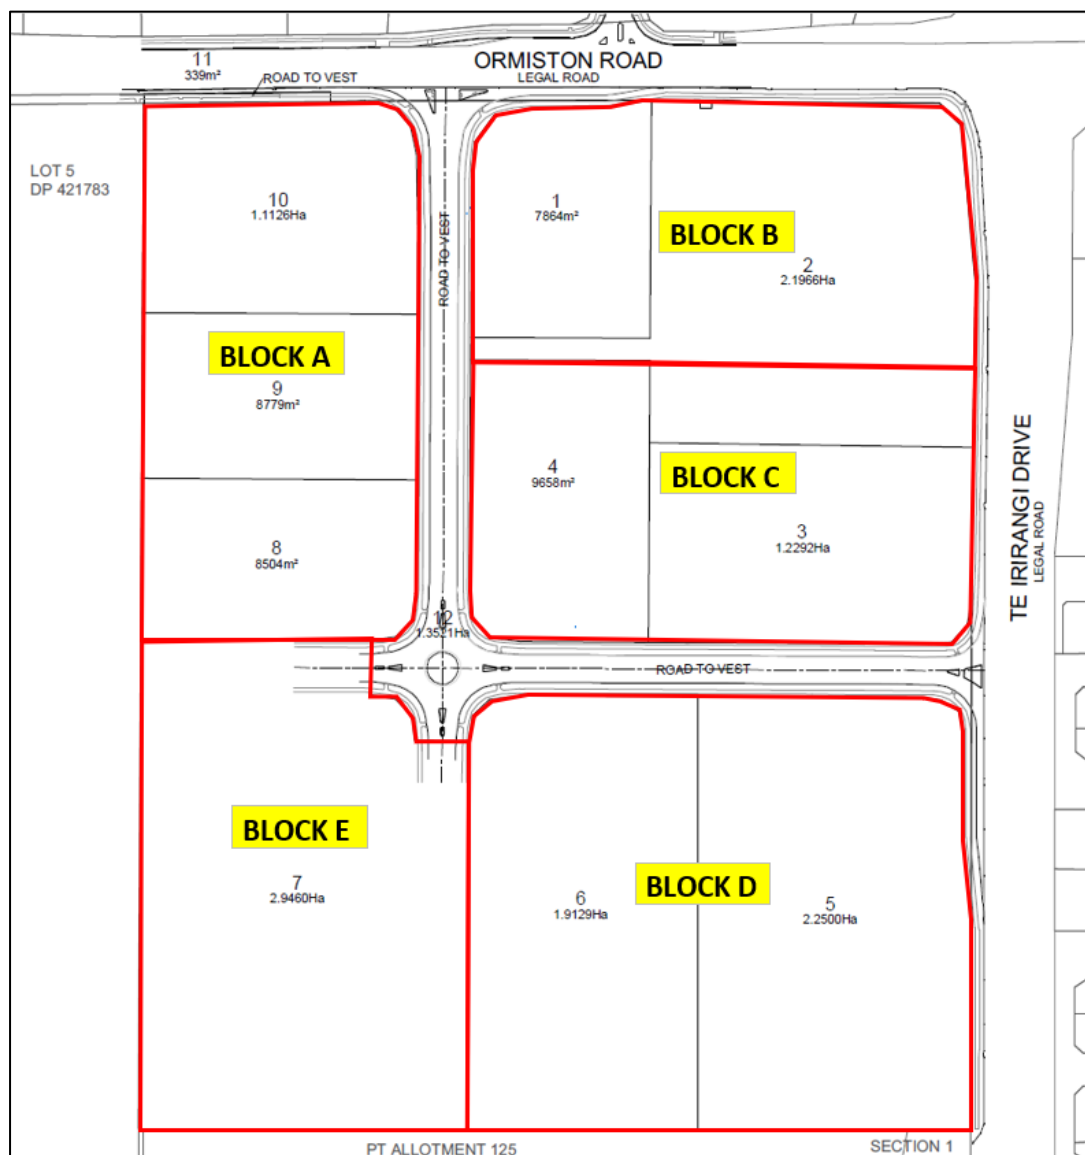 ORMISTON ROAD
LEGAL ROAD
11
339m²
ROAD TO VEST
LOT 5
DP 421783
10
1.1126Ha
ROAD TO VEST
1
7864m²
BLOCK B
2
2.1966Ha
BLOCK A
9
8779m²
4
9658m²
BLOCK C
3
1.2292Ha
TE IRIRANGI DRIVE
LEGAL ROAD
8
8504m²
12
1.3521Ha
ROAD TO VEST
BLOCK E
7
2.9460Ha
BLOCK D
6
1.9129Ha
5
2.2500Ha
PT ALLOTMENT 125
SECTION 1